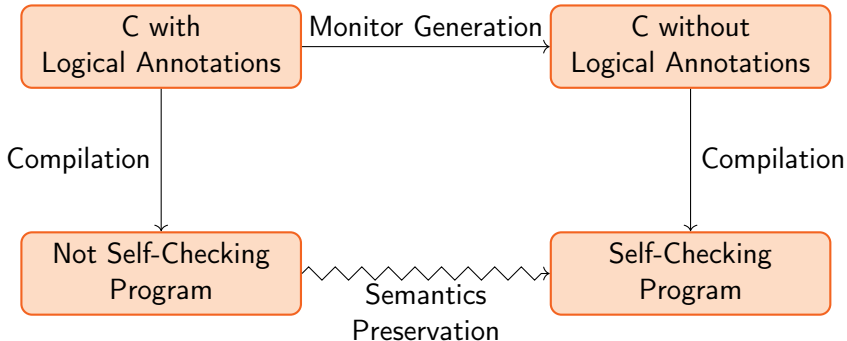 C with
Logical Annotations
Monitor Generation
C without
Logical Annotations
Compilation
Compilation
Not Self-Checking
Program
Semantics
Preservation
Self-Checking
Program